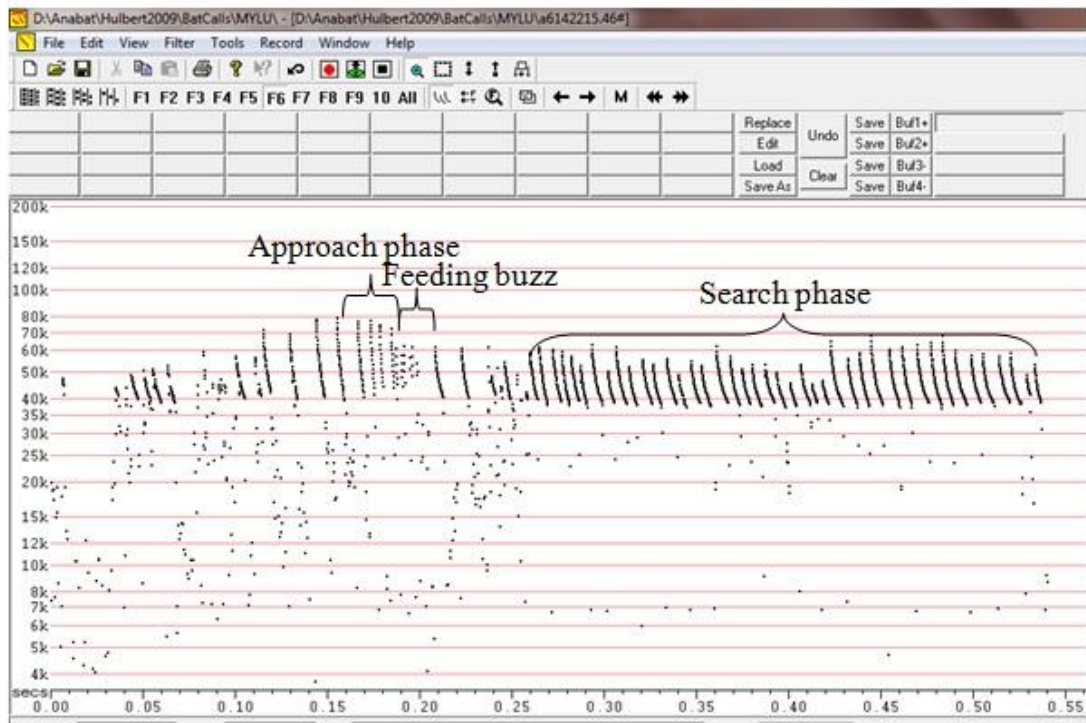 D:\Anabat\Hulbert2009\BatCalls\MYLU\ - [D:\Anabat\Hulbert2009\BatCalls\MYLU\a6142215.46#]
File Edit View Filter Tools Record Window Help
F1 F2 F3 F4 F5 F6 F7 F8 F9 10 All M
Replace Undo Save Buf1+
Edit Save Buf2+
Load Clear Save Buf3-
Save As Save Buf4-
200k
150k
Approach phase
120k
Feeding buzz
100k
Search phase
80k
70k
60k
50k
40k
35k
30k
25k
20k
15k
12k
10k
8k
7k
6k
5k
4k
secs
0.00 0.05 0.10 0.15 0.20 0.25 0.30 0.35 0.40 0.45 0.50 0.55